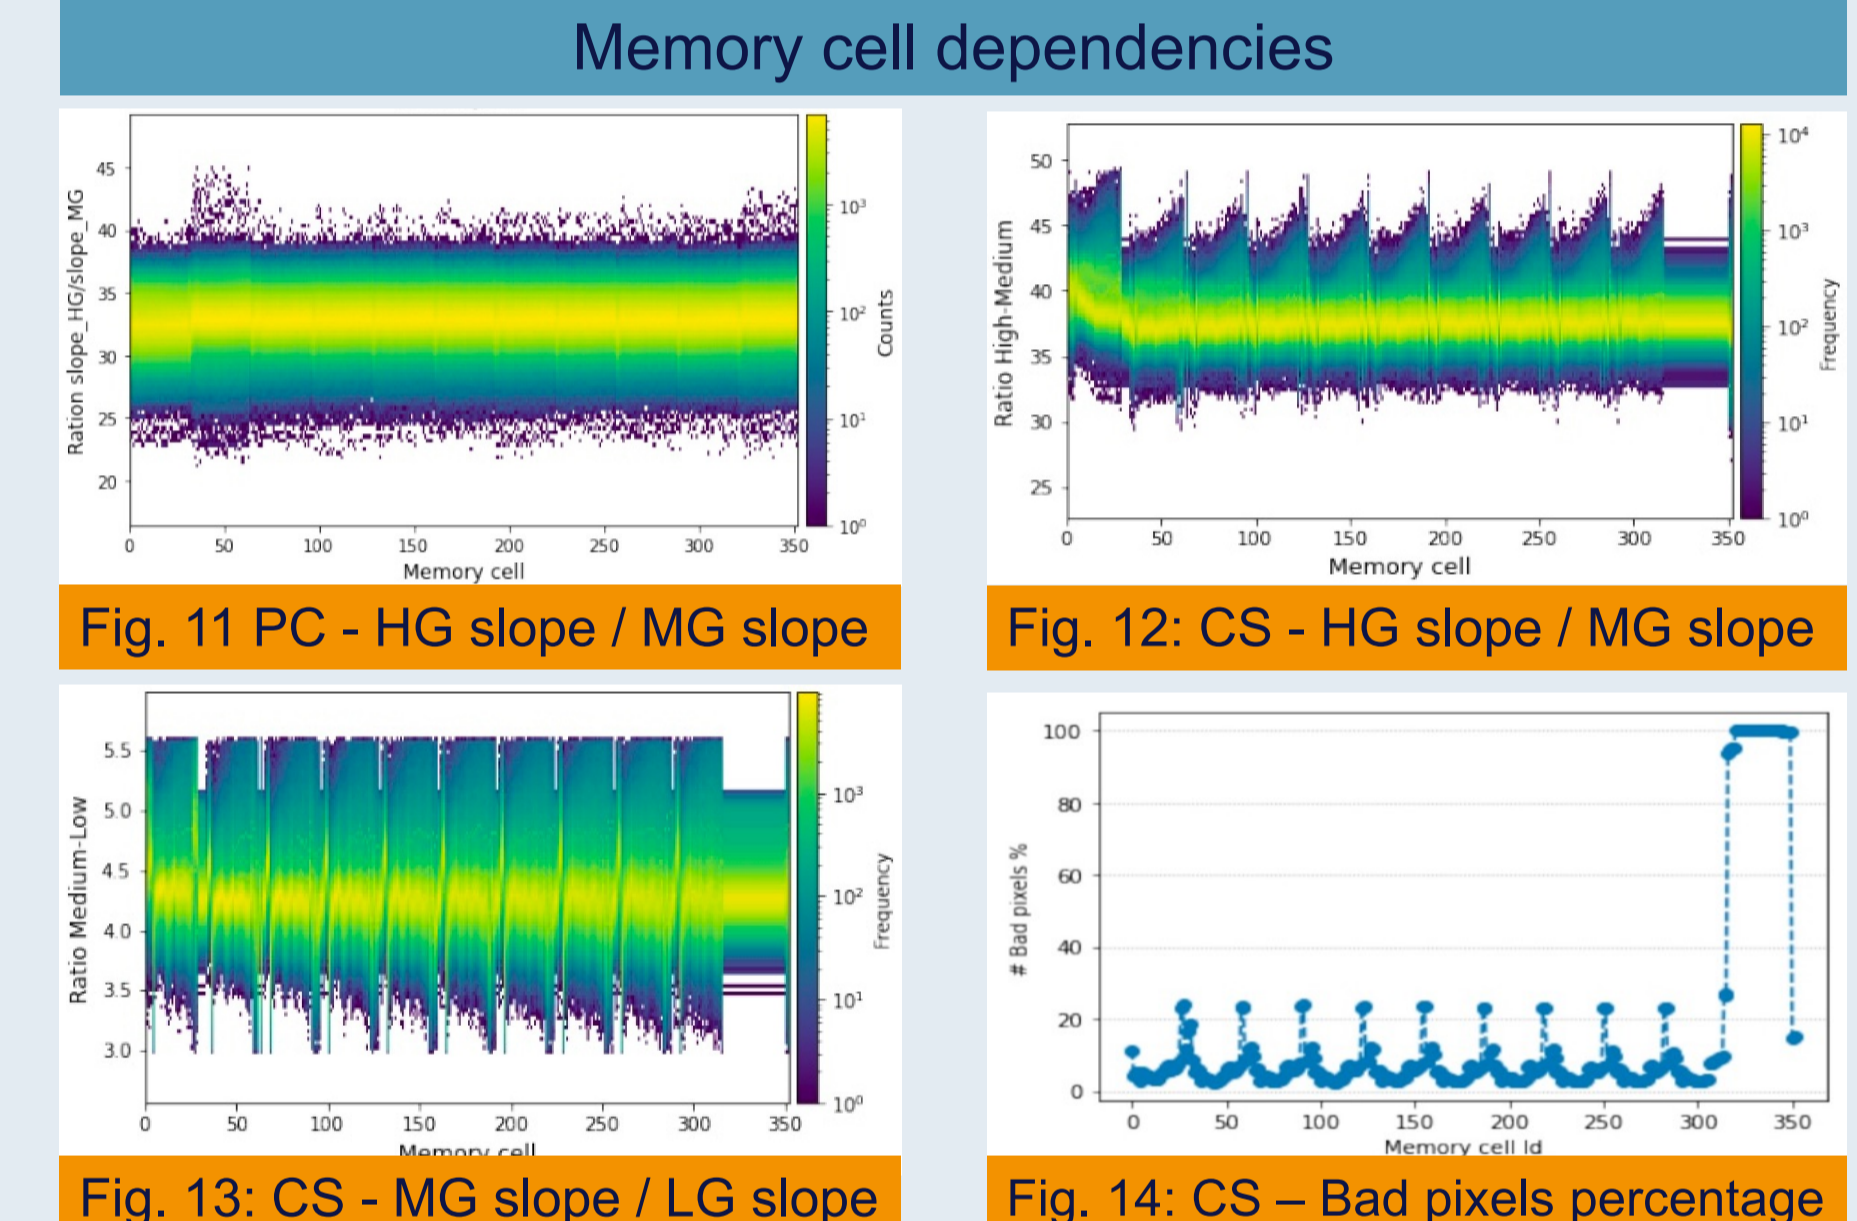 Memory cell dependencies
45
40
35
30
25
20
0 50 100 150 200 250 300 350
Memory cell
Ration slope_HG/slope_MG
10³
10²
10¹
10⁰
Counts
Fig. 11 PC - HG slope / MG slope
50
45
40
35
30
25
0 50 100 150 200 250 300 350
Memory cell
Ratio High-Medium
10⁴
10³
10²
10¹
10⁰
Frequency
Fig. 12: CS - HG slope / MG slope
5.5
5.0
4.5
4.0
3.5
3.0
0 50 100 150 200 250 300 350
Memory cell
Ratio Medium-Low
10³
10²
10¹
10⁰
Frequency
Fig. 13: CS - MG slope / LG slope
100
80
60
40
20
0
0 50 100 150 200 250 300 350
Memory cell Id
# Bad pixels %
Fig. 14: CS – Bad pixels percentage